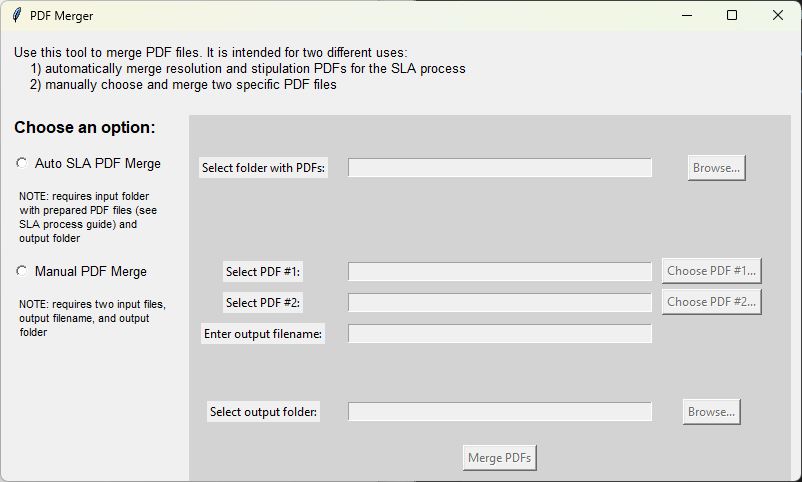 PDF Merger
Use this tool to merge PDF files. It is intended for two different uses:
1) automatically merge resolution and stipulation PDFs for the SLA process
2) manually choose and merge two specific PDF files
Choose an option:
Auto SLA PDF Merge
NOTE: requires input folder
with prepared PDF files (see
SLA process guide) and
output folder
Manual PDF Merge
NOTE: requires two input files,
output filename, and output
folder
Select folder with PDFs:
Browse...
Select PDF #1:
Choose PDF #1...
Select PDF #2:
Choose PDF #2...
Enter output filename:
Select output folder:
Browse...
Merge PDFs